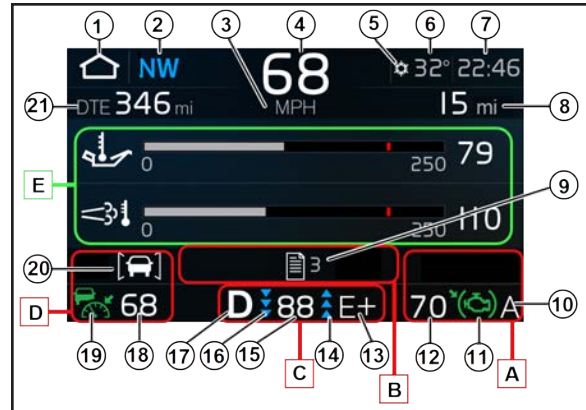 1 2 3 4 5 6 7
NW 68 32° 22:46
21 DTE 346 mi MPH 15 mi 8
E 0 250 79
9
0 250 110
20 3
D 68 D 88 E+ 70 A 10
19 18 17 16 15 14 13 12 11
C B A